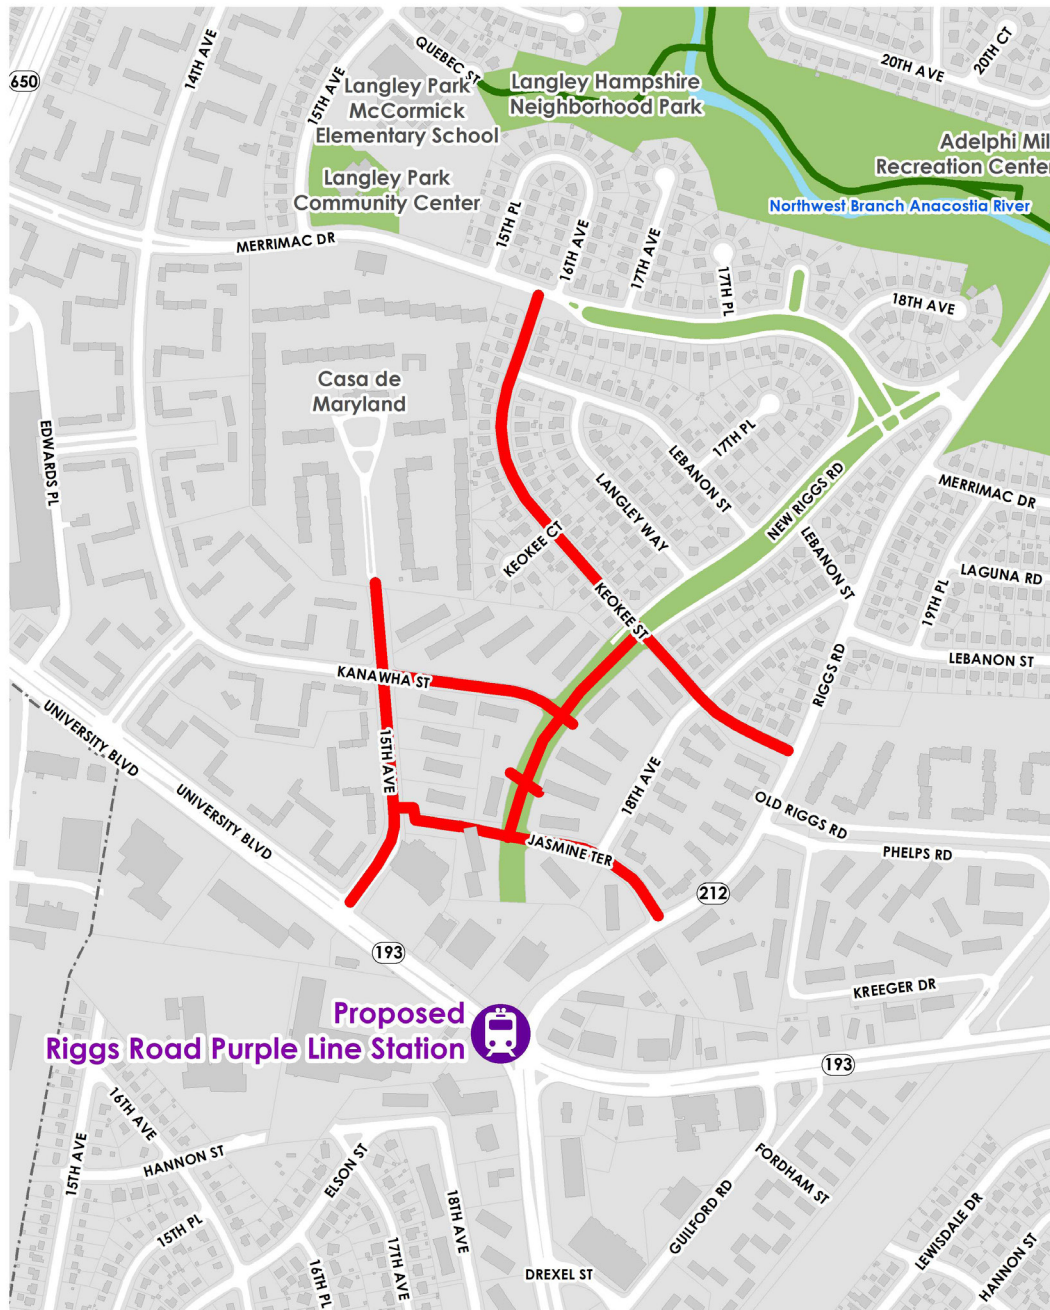 650
14TH AVE
15TH AVE
QUEBEC ST
Langley Park
McCormick
Elementary School
Langley Hampshire
Neighborhood Park
20TH AVE
20TH CT
Adelphi Mil
Recreation Center
Langley Park
Community Center
Northwest Branch Anacostia River
MERRIMAC DR
15TH PL
16TH AVE
17TH AVE
17TH PL
18TH AVE
Casa de
Maryland
EDWARDS PL
17TH PL
LEBANON ST
LANGLEY WAY
NEW RIGGS RD
MERRIMAC DR
KEOKEE CT
LEBANON ST
LAGUNA RD
19TH PL
KEOKEE ST
LEBANON ST
RIGGS RD
KANAWHA ST
UNIVERSITY BLVD
15TH AVE
18TH AVE
UNIVERSITY BLVD
OLD RIGGS RD
JASMINE TER
PHELPS RD
212
193
KREEGER DR
Proposed
Riggs Road Purple Line Station
193
16TH AVE
15TH AVE
HANNON ST
ELSON ST
18TH AVE
FORDHAM ST
GUILFORD RD
LEWISDALE DR
HANNON ST
15TH PL
17TH AVE
16TH PL
DREXEL ST